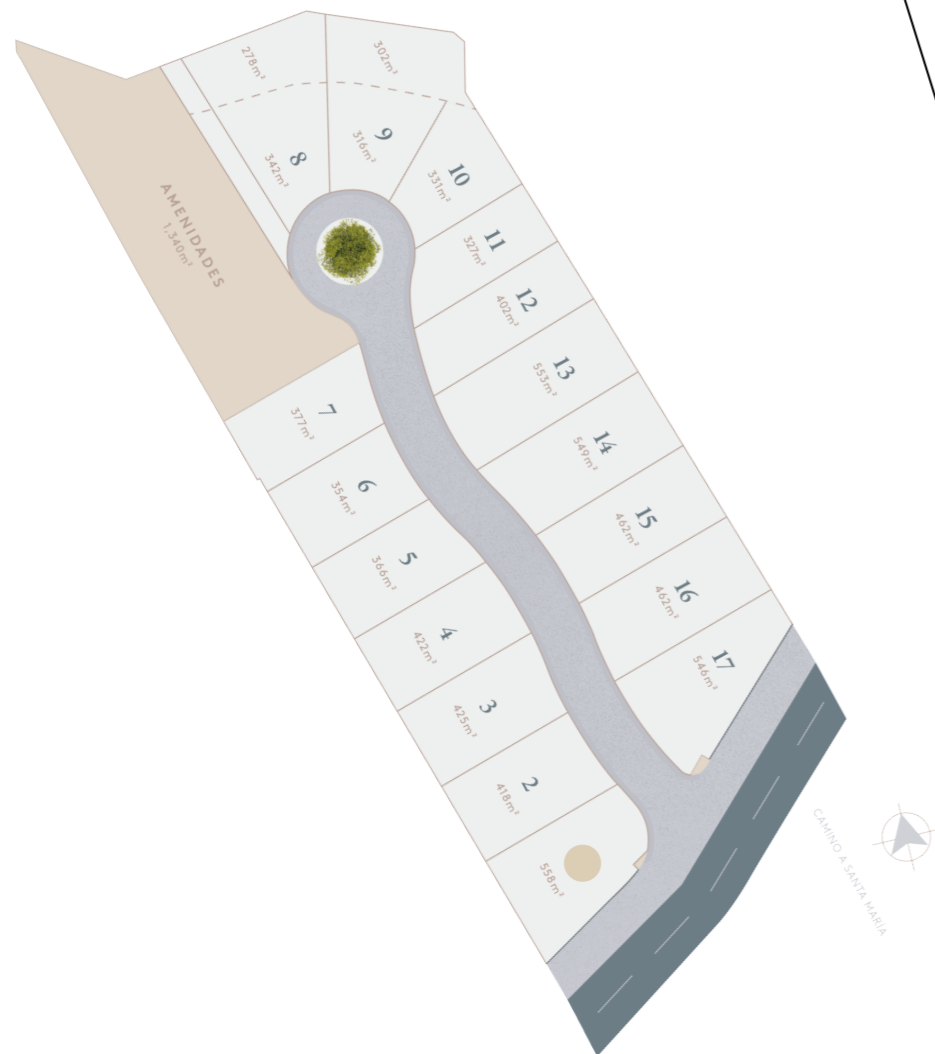 278m²
302m²
8
342m²
9
316m²
10
331m²
11
327m²
12
402m²
13
553m²
14
549m²
15
462m²
16
462m²
17
546m²
AMENIDADES
1,340m²
7
377m²
6
354m²
5
366m²
4
422m²
3
425m²
2
418m²
558m²
CAMINO A SANTA MARÍA